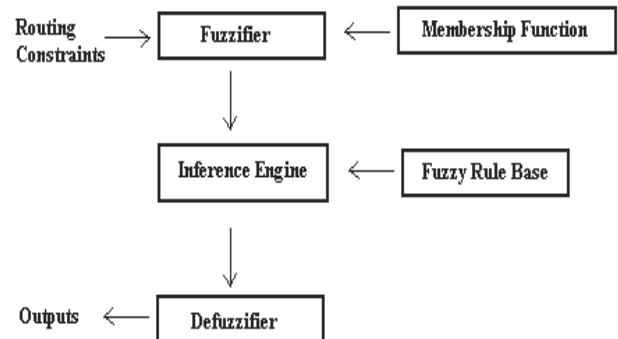 Routing
Constraints
Fuzzifier
Membership Function
Inference Engine
Fuzzy Rule Base
Outputs
Defuzzifier